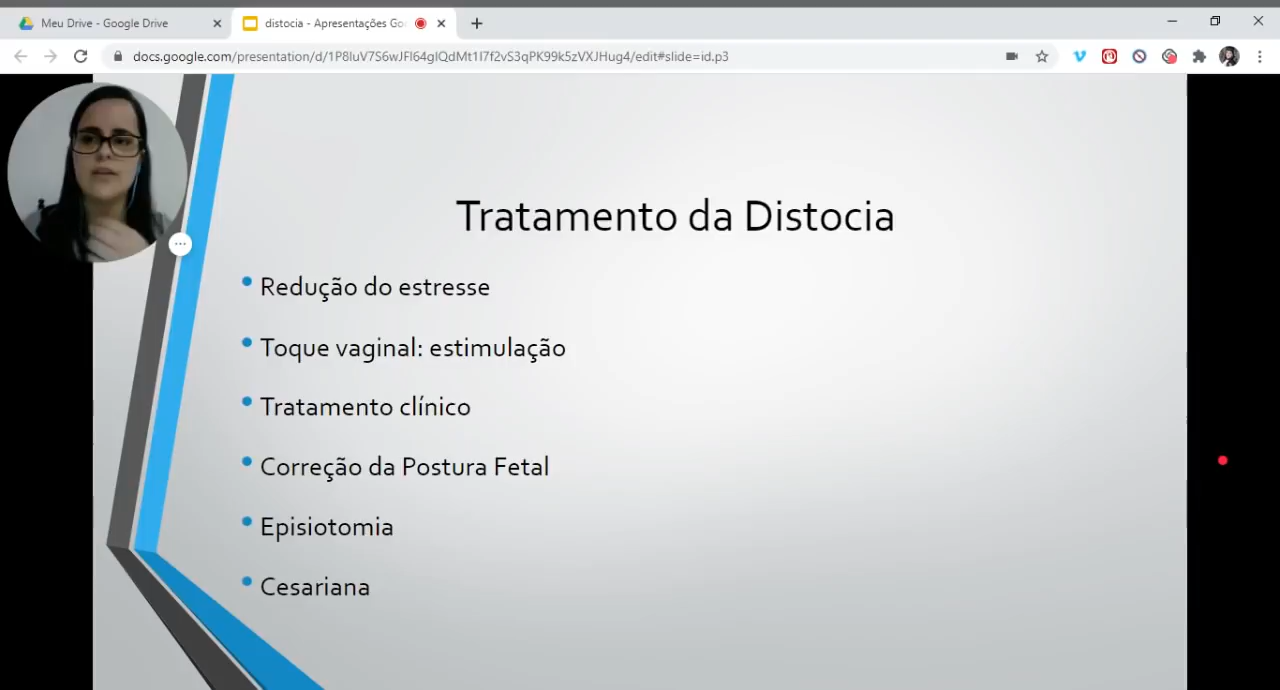 Meu Drive - Google Drive
distocia - Apresentações Go
docs.google.com/presentation/d/1P8IuV7S6wJFl64gIQdMt1I7f2vS3qPK99k5zVXJHug4/edit#slide=id.p3
Tratamento da Distocia
• Redução do estresse
• Toque vaginal: estimulação
• Tratamento clínico
• Correção da Postura Fetal
• Episiotomia
• Cesariana